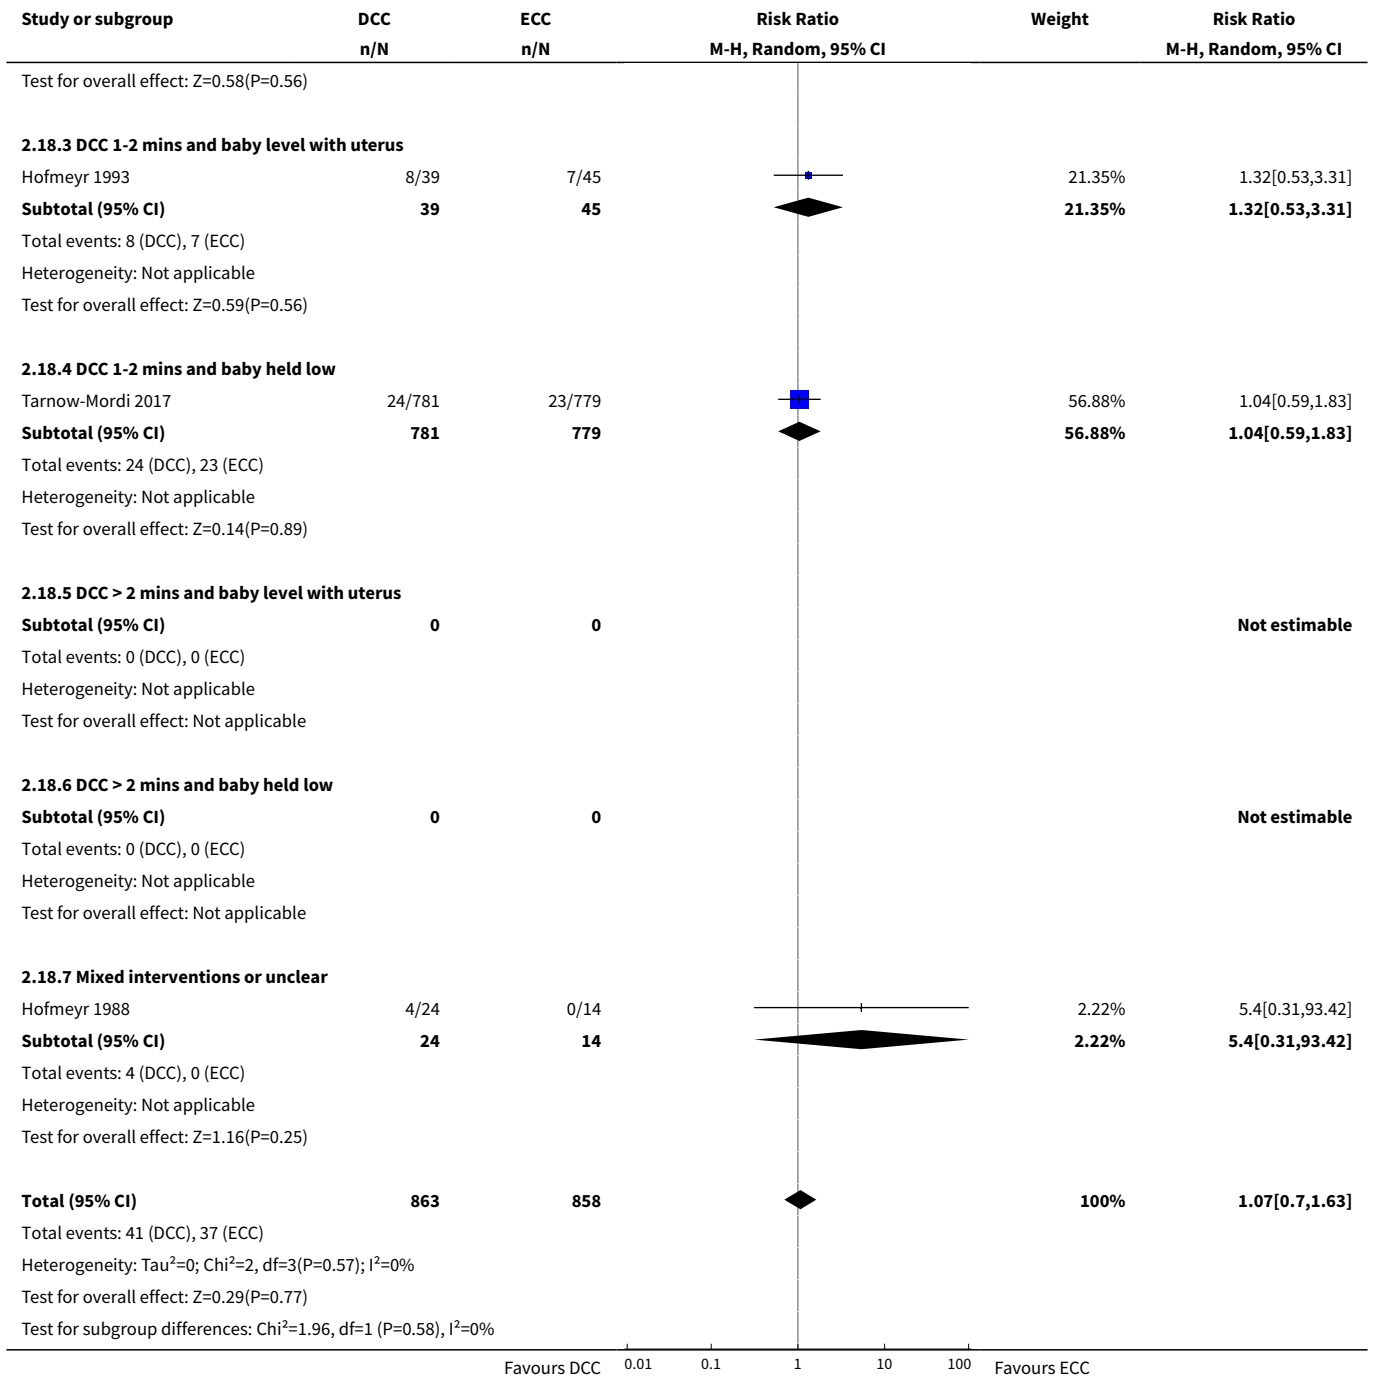 Study or subgroup DCC ECC Risk Ratio Weight Risk Ratio
n/N n/N M-H, Random, 95% CI M-H, Random, 95% CI
Test for overall effect: Z=0.58(P=0.56)
2.18.3 DCC 1-2 mins and baby level with uterus
Hofmeyr 1993 8/39 7/45 21.35% 1.32[0.53,3.31]
Subtotal (95% CI) 39 45 21.35% 1.32[0.53,3.31]
Total events: 8 (DCC), 7 (ECC)
Heterogeneity: Not applicable
Test for overall effect: Z=0.59(P=0.56)
2.18.4 DCC 1-2 mins and baby held low
Tarnow-Mordi 2017 24/781 23/779 56.88% 1.04[0.59,1.83]
Subtotal (95% CI) 781 779 56.88% 1.04[0.59,1.83]
Total events: 24 (DCC), 23 (ECC)
Heterogeneity: Not applicable
Test for overall effect: Z=0.14(P=0.89)
2.18.5 DCC > 2 mins and baby level with uterus
Subtotal (95% CI) 0 0 Not estimable
Total events: 0 (DCC), 0 (ECC)
Heterogeneity: Not applicable
Test for overall effect: Not applicable
2.18.6 DCC > 2 mins and baby held low
Subtotal (95% CI) 0 0 Not estimable
Total events: 0 (DCC), 0 (ECC)
Heterogeneity: Not applicable
Test for overall effect: Not applicable
2.18.7 Mixed interventions or unclear
Hofmeyr 1988 4/24 0/14 2.22% 5.4[0.31,93.42]
Subtotal (95% CI) 24 14 2.22% 5.4[0.31,93.42]
Total events: 4 (DCC), 0 (ECC)
Heterogeneity: Not applicable
Test for overall effect: Z=1.16(P=0.25)
Total (95% CI) 863 858 100% 1.07[0.7,1.63]
Total events: 41 (DCC), 37 (ECC)
Heterogeneity: Tau²=0; Chi²=2, df=3(P=0.57); I²=0%
Test for overall effect: Z=0.29(P=0.77)
Test for subgroup differences: Chi²=1.96, df=1 (P=0.58), I²=0%
Favours DCC 0.01 0.1 1 10 100 Favours ECC